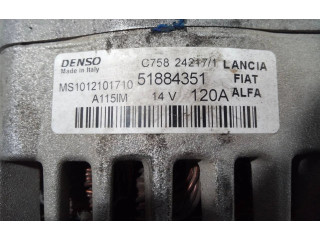 DENSO C758 24217/1 LANCIA
Made in Italy 51884351 FIAT
MS1012101710
A115IM 14 V 120A ALFA